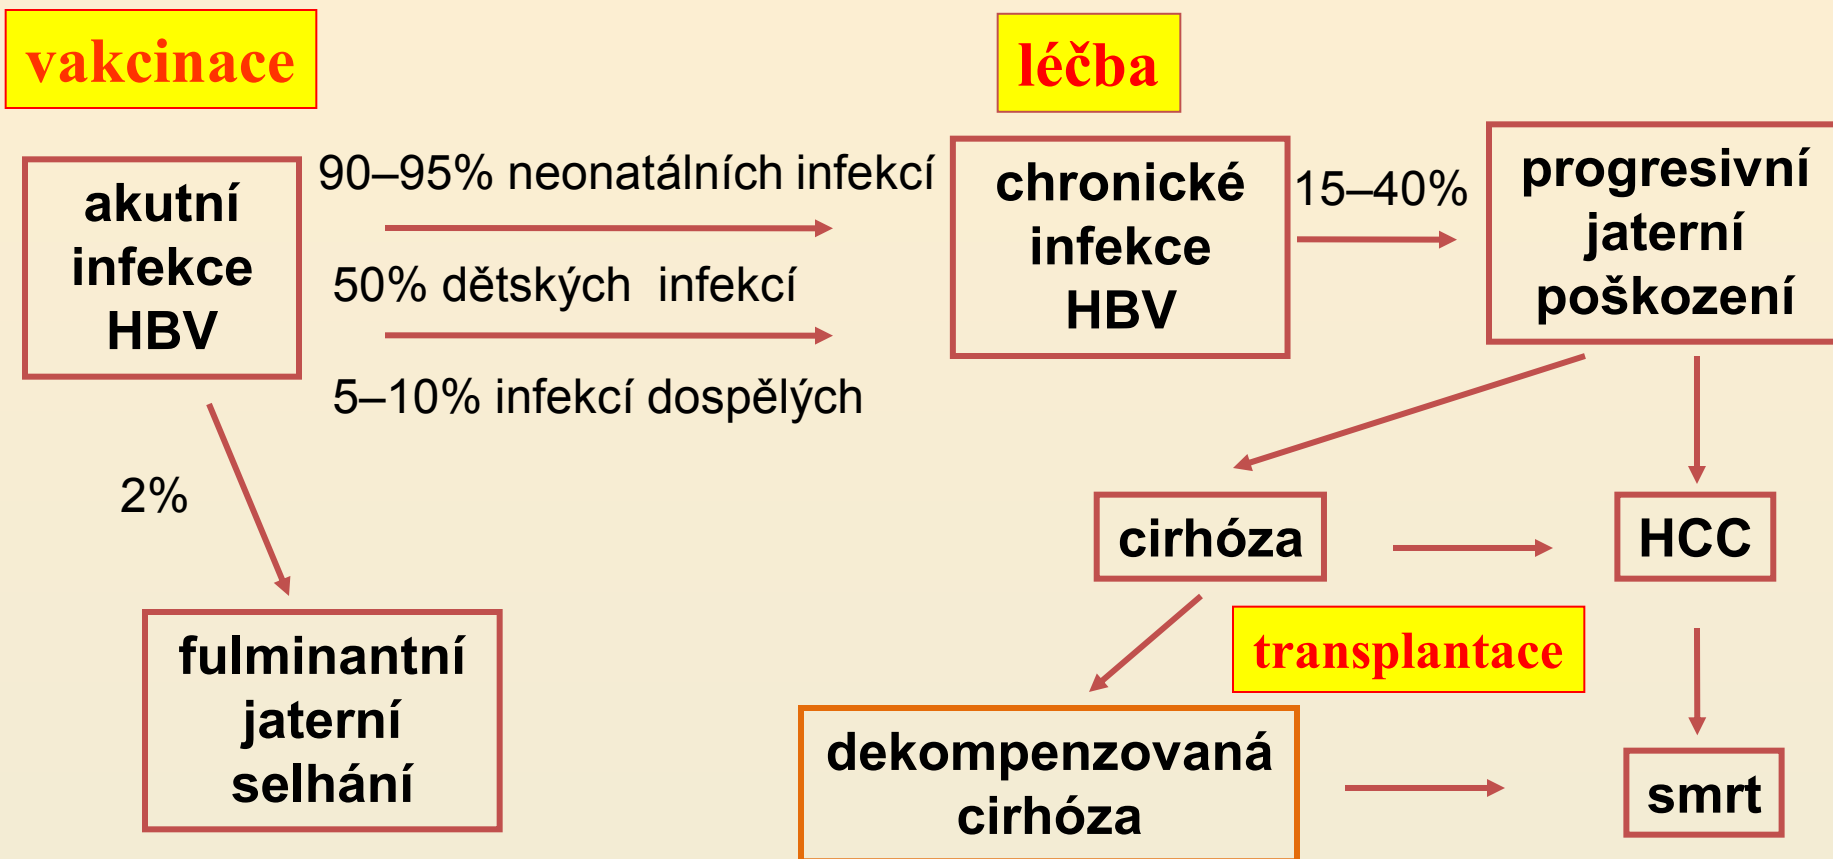 vakcinace
léčba
akutní
infekce
HBV
90–95% neonatálních infekcí
50% dětských infekcí
5–10% infekcí dospělých
chronické
infekce
HBV
15–40%
progresivní
jaterní
poškození
2%
cirhóza
HCC
fulminantní
jaterní
selhání
transplantace
dekompenzovaná
cirhóza
smrt